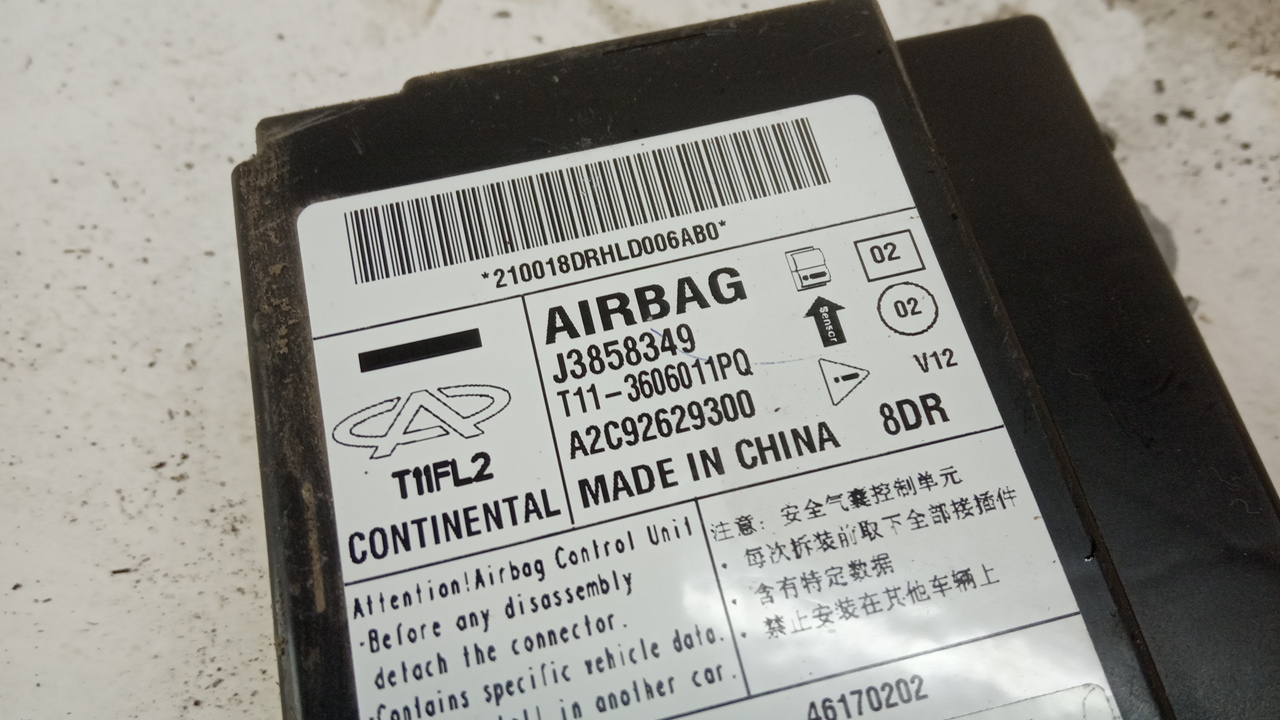 *210018DRHLD006AB0*
AIRBAG
J3858349
T11-3606011PQ
A2C92629300
MADE IN CHINA
8DR
02
02
Sensor
V12
T11FL2
CONTINENTAL
Attention!Airbag Control Unit
-Before any disassembly
detach the connector.
-Contains specific vehicle data.
in another car.
注意: 安全气囊控制单元
• 每次拆装前取下全部接插件
• 含有特定数据
• 禁止安装在其他车辆上
46170202